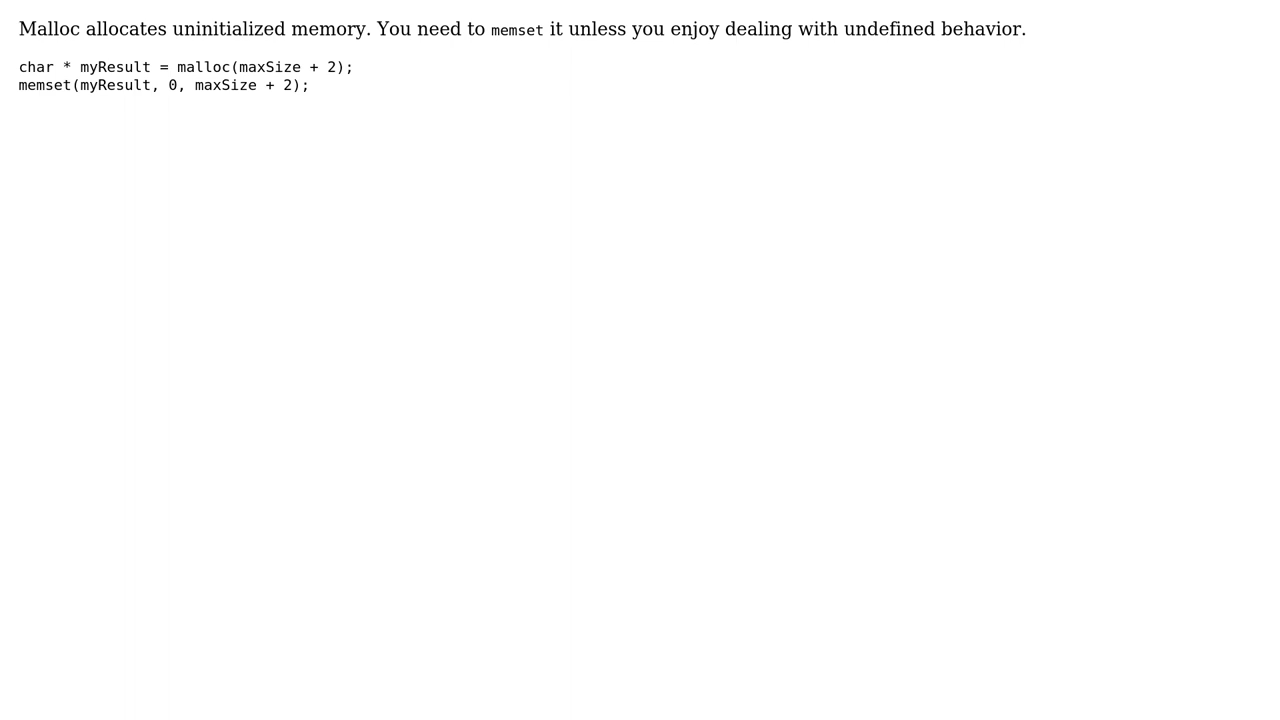 Malloc allocates uninitialized memory. You need to memset it unless you enjoy dealing with undefined behavior.
char * myResult = malloc(maxSize + 2);
memset(myResult, 0, maxSize + 2);